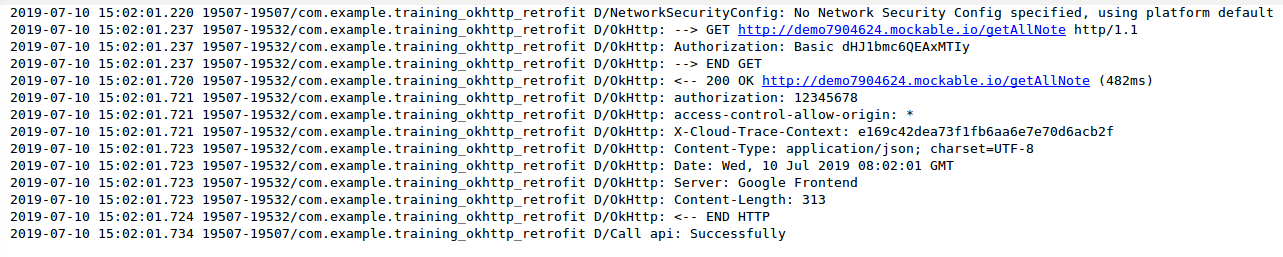 2019-07-10 15:02:01.220 19507-19507/com.example.training_okhttp_retrofit D/NetworkSecurityConfig: No Network Security Config specified, using platform default
2019-07-10 15:02:01.237 19507-19532/com.example.training_okhttp_retrofit D/OkHttp: --> GET http://demo7904624.mockable.io/getAllNote http/1.1
2019-07-10 15:02:01.237 19507-19532/com.example.training_okhttp_retrofit D/OkHttp: Authorization: Basic dHJ1bmc6QEAxMTIy
2019-07-10 15:02:01.237 19507-19532/com.example.training_okhttp_retrofit D/OkHttp: --> END GET
2019-07-10 15:02:01.720 19507-19532/com.example.training_okhttp_retrofit D/OkHttp: <-- 200 OK http://demo7904624.mockable.io/getAllNote (482ms)
2019-07-10 15:02:01.721 19507-19532/com.example.training_okhttp_retrofit D/OkHttp: authorization: 12345678
2019-07-10 15:02:01.721 19507-19532/com.example.training_okhttp_retrofit D/OkHttp: access-control-allow-origin: *
2019-07-10 15:02:01.721 19507-19532/com.example.training_okhttp_retrofit D/OkHttp: X-Cloud-Trace-Context: e169c42dea73f1fb6aa6e7e70d6acb2f
2019-07-10 15:02:01.723 19507-19532/com.example.training_okhttp_retrofit D/OkHttp: Content-Type: application/json; charset=UTF-8
2019-07-10 15:02:01.723 19507-19532/com.example.training_okhttp_retrofit D/OkHttp: Date: Wed, 10 Jul 2019 08:02:01 GMT
2019-07-10 15:02:01.723 19507-19532/com.example.training_okhttp_retrofit D/OkHttp: Server: Google Frontend
2019-07-10 15:02:01.723 19507-19532/com.example.training_okhttp_retrofit D/OkHttp: Content-Length: 313
2019-07-10 15:02:01.724 19507-19532/com.example.training_okhttp_retrofit D/OkHttp: <-- END HTTP
2019-07-10 15:02:01.734 19507-19507/com.example.training_okhttp_retrofit D/Call api: Successfully